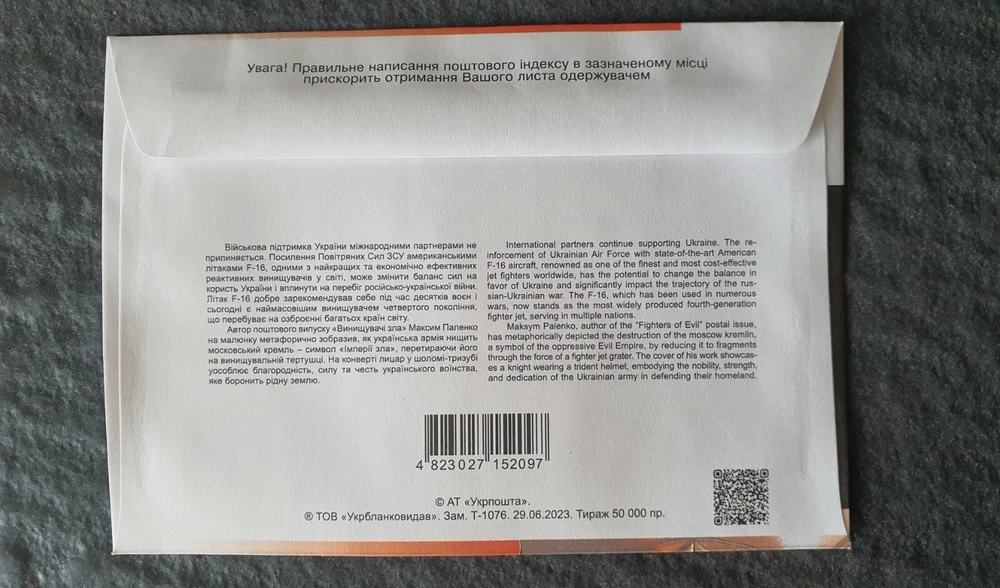 Увага! Правильне написання поштового індексу в зазначеному місці
прискорить отримання Вашого листа одержувачем
Військова підтримка України міжнародними партнерами не
припиняється. Посилення Повітряних Сил ЗСУ американськими
літаками F-16, одними з найкращих та економічно ефективних
реактивних винищувачів у світі, може змінити баланс сил на
користь України і вплинути на перебіг російсько-української війни.
Літак F-16 добре зарекомендував себе під час десятків воєн і
сьогодні є наймасовішим винищувачем четвертого покоління,
що перебуває на озброєнні багатьох країн світу.
Автор поштового випуску «Винищувачі зла» Максим Паленко
на малюнку метафорично зобразив, як українська армія нищить
московський кремль – символ «Імперії зла», перетираючи його
на винищувальній тертушці. На конверті лицар у шоломі-тризубі
уособлює благородність, силу та честь українського воїнства,
яке боронить рідну землю.
International partners continue supporting Ukraine. The re-
inforcement of Ukrainian Air Force with state-of-the-art American
F-16 aircraft, renowned as one of the finest and most cost-effective
jet fighters worldwide, has the potential to change the balance in
favor of Ukraine and significantly impact the trajectory of the rus-
sian-Ukrainian war. The F-16, which has been used in numerous
wars, now stands as the most widely produced fourth-generation
fighter jet, serving in multiple nations.
Maksym Palenko, author of the "Fighters of Evil" postal issue,
has metaphorically depicted the destruction of the moscow kremlin,
a symbol of the oppressive Evil Empire, by reducing it to fragments
through the force of a fighter jet grater. The cover of his work showcas-
es a knight wearing a trident helmet, embodying the nobility, strength,
and dedication of the Ukrainian army in defending their homeland.
4 823027 152097
© АТ «Укрпошта».
® ТОВ «Укрбланковидав». Зам. Т-1076. 29.06.2023. Тираж 50 000 пр.